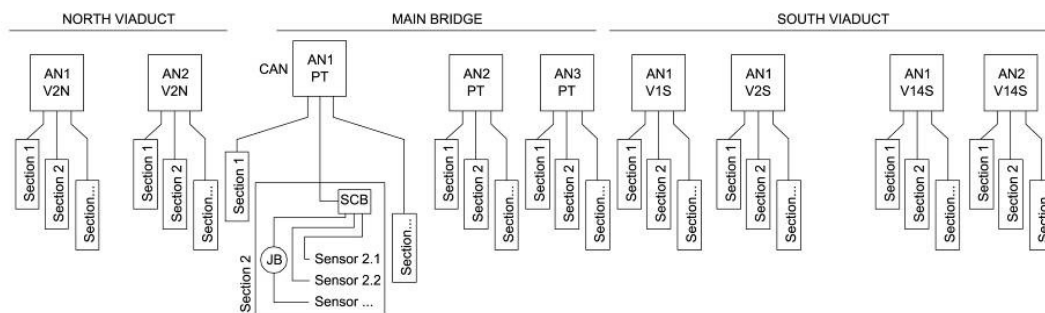 NORTH VIADUCT
MAIN BRIDGE
SOUTH VIADUCT
AN1
V2N
Section 1
Section 2
Section...
AN2
V2N
Section 1
Section 2
Section...
CAN
AN1
PT
Section 1
Section 2
SCB
JB
Sensor 2.1
Sensor 2.2
Sensor ...
Section...
AN2
PT
Section 1
Section 2
Section...
AN3
PT
Section 1
Section 2
Section...
AN1
V1S
Section 1
Section 2
Section...
AN1
V2S
Section 1
Section 2
Section...
AN1
V14S
Section 1
Section 2
Section...
AN2
V14S
Section 1
Section 2
Section...